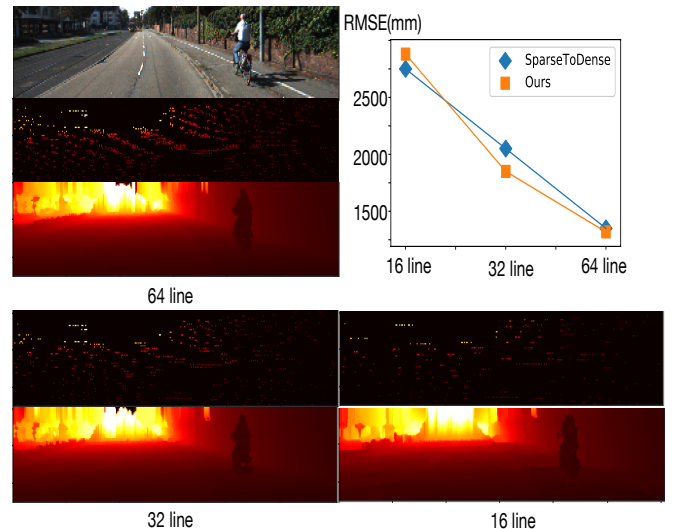 RMSE(mm)
SparseToDense
Ours
2500
2000
1500
16 line
32 line
64 line
64 line
32 line
16 line